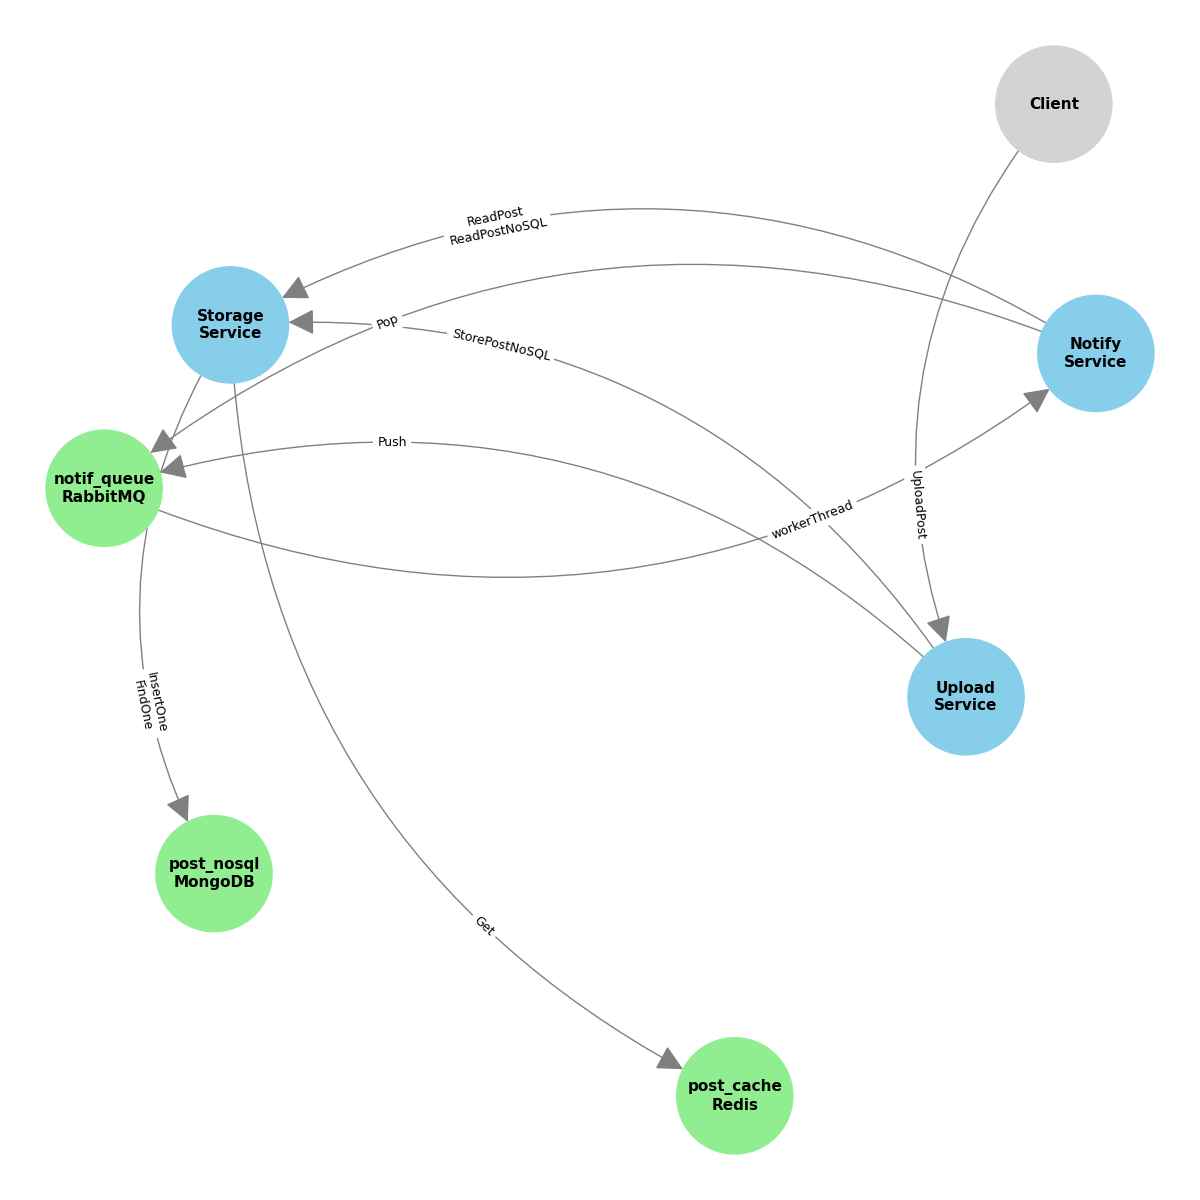 Client
ReadPost
ReadPostNoSQL
Storage
Service
Pop
StorePostNoSQL
Notify
Service
Push
notif_queue
RabbitMQ
workerThread
UploadPost
Upload
Service
InsertOne
FindOne
post_nosql
MongoDB
Get
post_cache
Redis